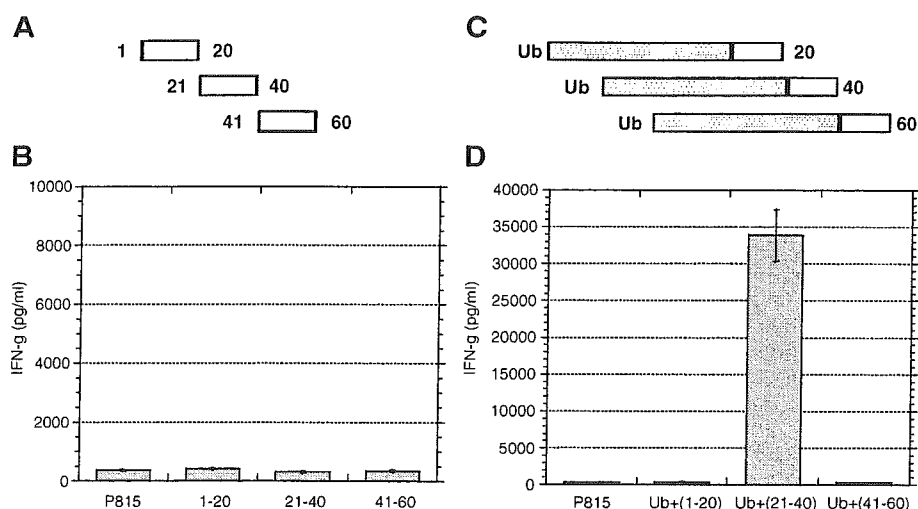 A
1 20
21 40
41 60
B
10000
8000
6000
4000
2000
0
IFN-g (pg/ml)
P815 1-20 21-40 41-60
C
Ub 20
Ub 40
Ub 60
D
40000
35000
30000
25000
20000
15000
10000
5000
0
IFN-g (pg/ml)
P815 Ub+(1-20) Ub+(21-40) Ub+(41-60)